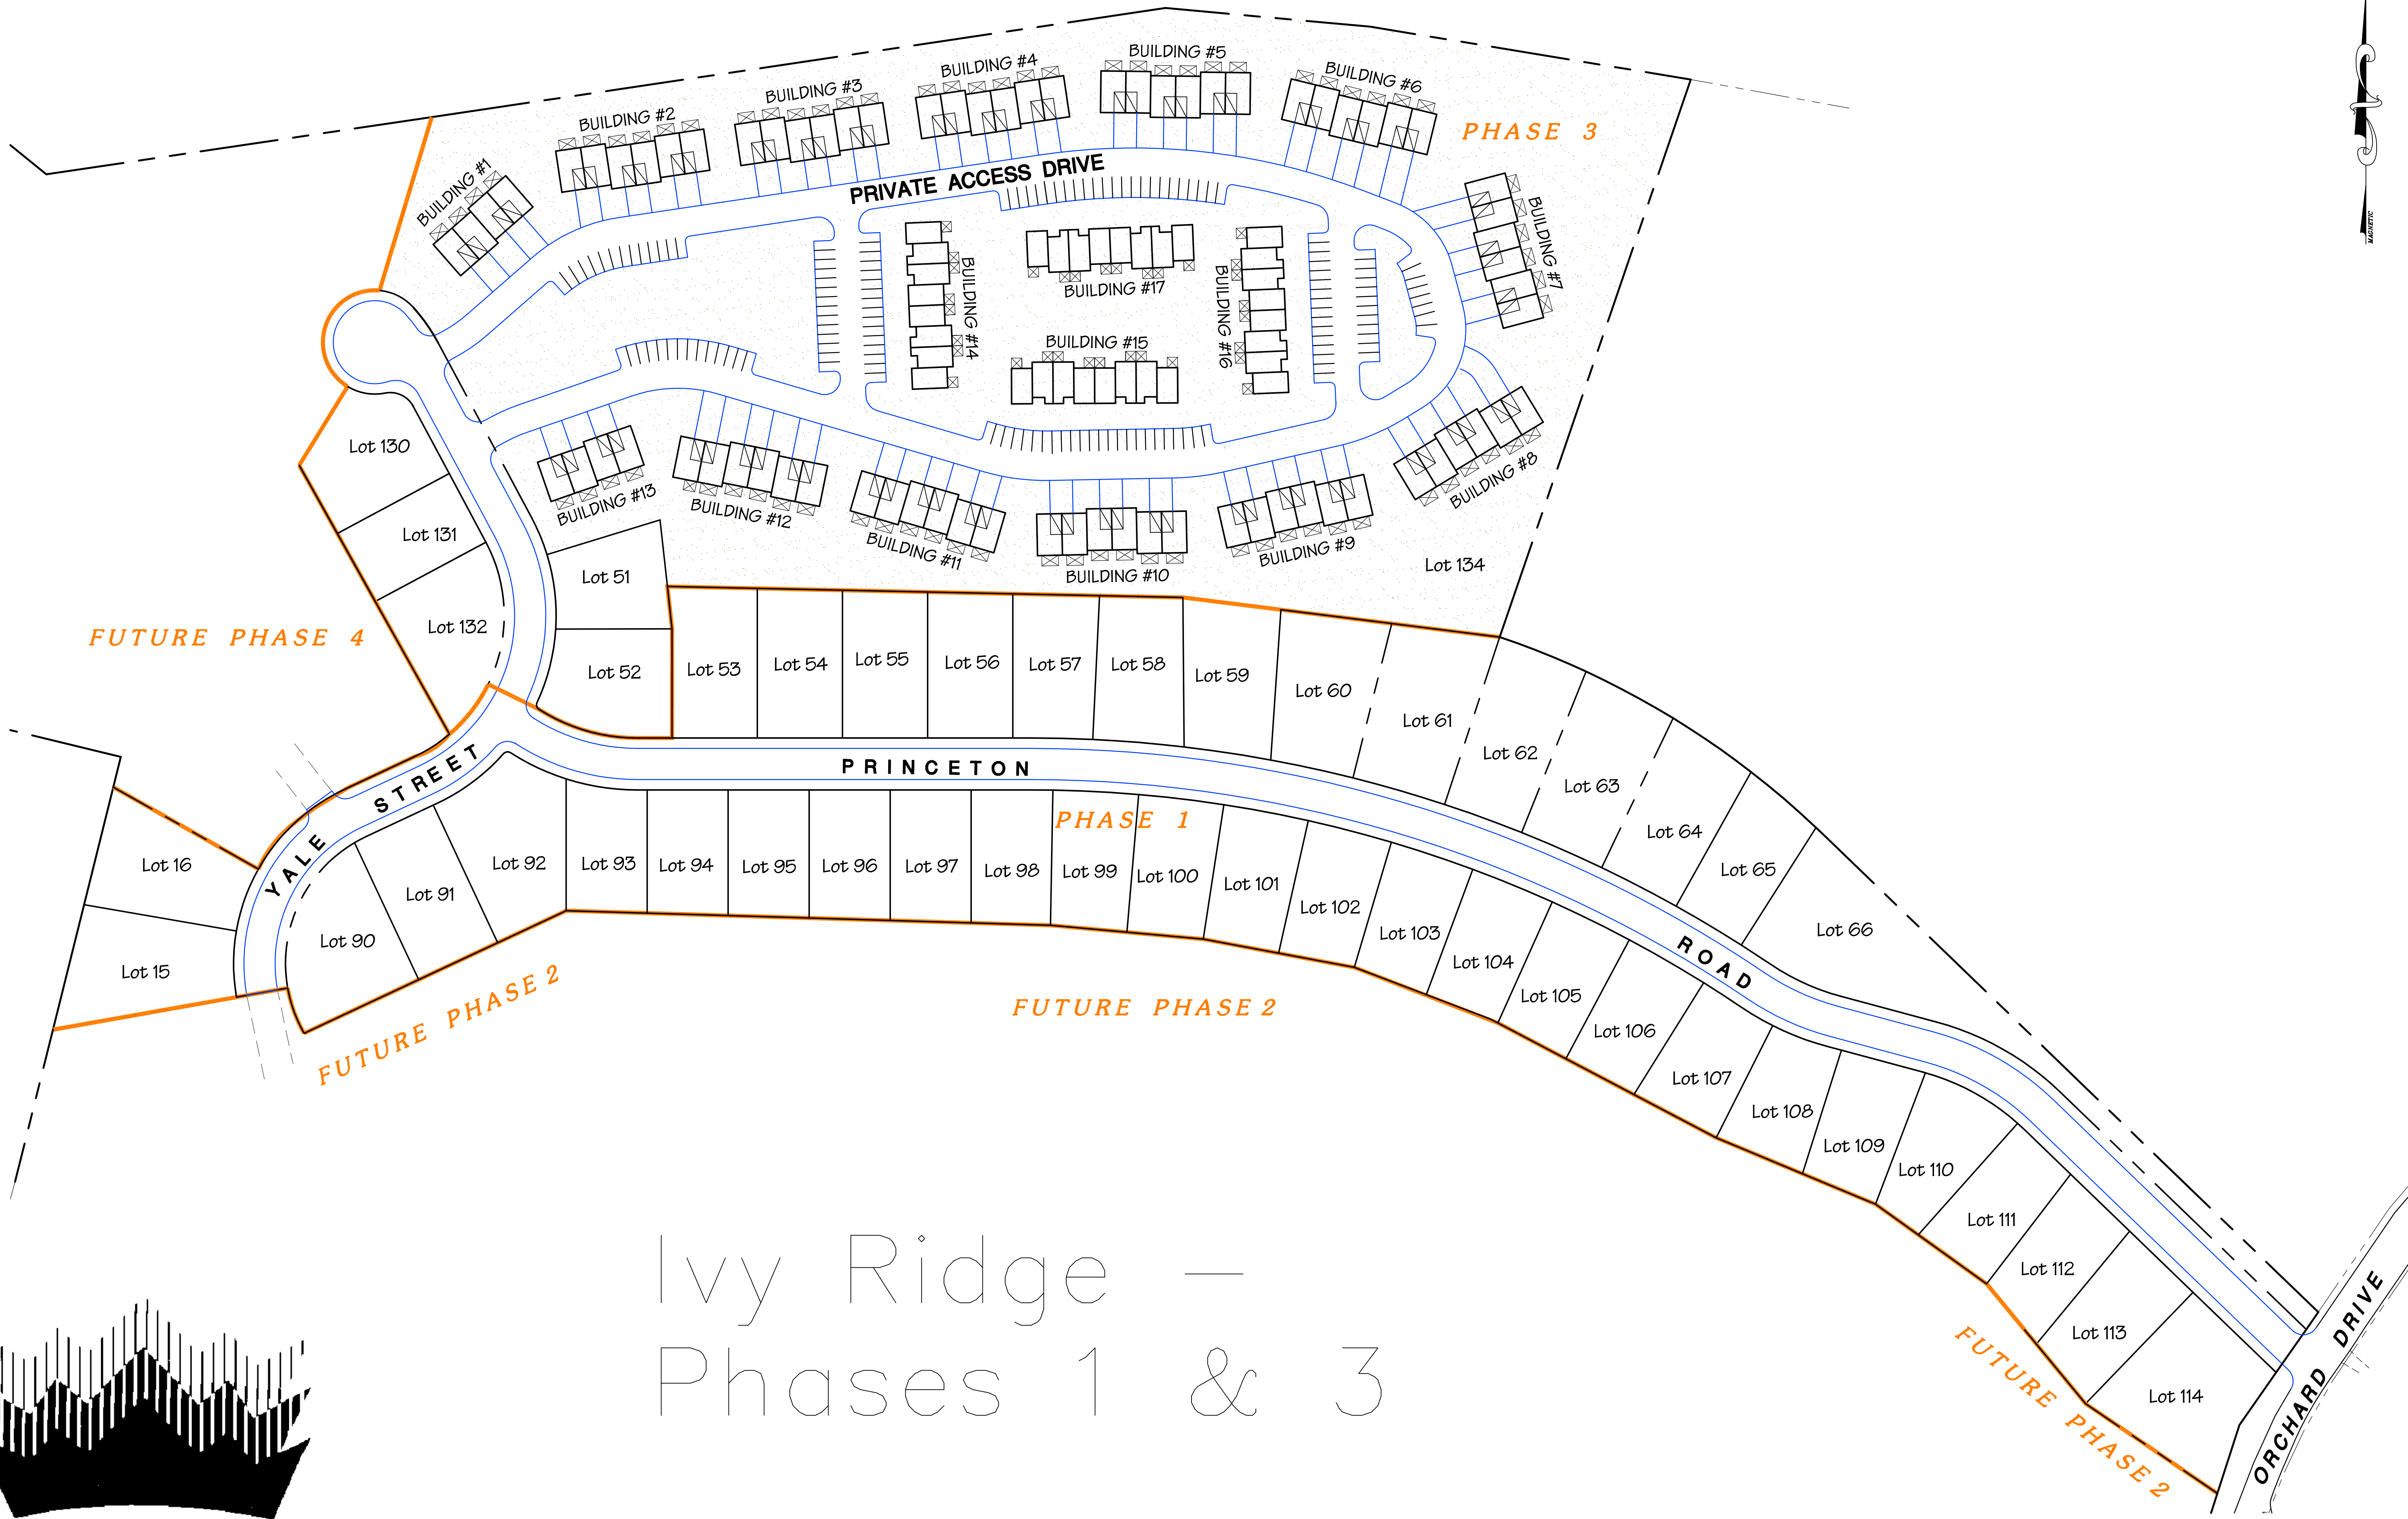 BUILDING #1
BUILDING #2
BUILDING #3
BUILDING #4
BUILDING #5
BUILDING #6
PHASE 3
MAGNETIC
PRIVATE ACCESS DRIVE
BUILDING #7
BUILDING #14
BUILDING #17
BUILDING #16
BUILDING #15
BUILDING #8
BUILDING #13
BUILDING #12
BUILDING #11
BUILDING #10
BUILDING #9
Lot 134
Lot 130
Lot 131
Lot 132
Lot 51
Lot 52
FUTURE PHASE 4
Lot 53
Lot 54
Lot 55
Lot 56
Lot 57
Lot 58
Lot 59
Lot 60
Lot 61
Lot 62
Lot 63
Lot 64
Lot 65
Lot 66
YALE STREET
PRINCETON ROAD
PHASE 1
Lot 16
Lot 15
Lot 90
Lot 91
Lot 92
Lot 93
Lot 94
Lot 95
Lot 96
Lot 97
Lot 98
Lot 99
Lot 100
Lot 101
Lot 102
Lot 103
Lot 104
Lot 105
Lot 106
Lot 107
Lot 108
Lot 109
Lot 110
Lot 111
Lot 112
Lot 113
Lot 114
FUTURE PHASE 2
FUTURE PHASE 2
FUTURE PHASE 2
ORCHARD DRIVE
Ivy Ridge –
Phases 1 & 3